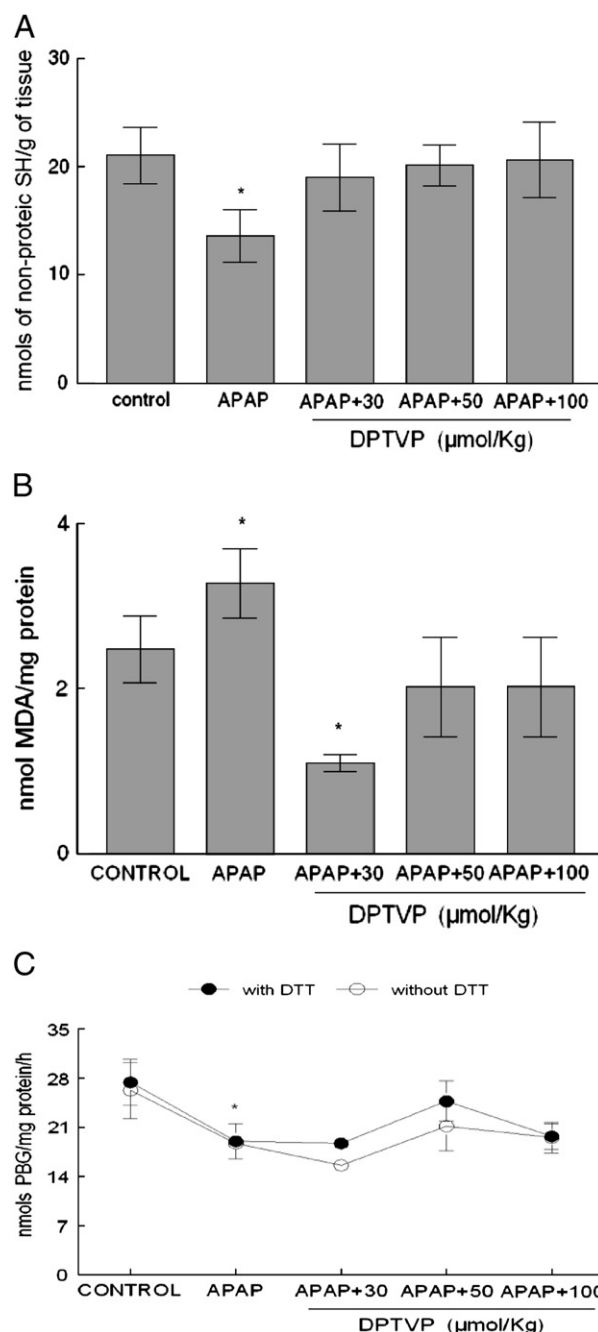 A
nmols of non-proteic SH/g of tissue
30
20
10
0
*
control APAP APAP+30 APAP+50 APAP+100
DPTVP (µmol/Kg)
B
nmol MDA/mg protein
4
2
0
*
*
CONTROL APAP APAP+30 APAP+50 APAP+100
DPTVP (µmol/Kg)
C
with DTT without DTT
nmols PBG/mg protein/h
35
28
21
14
7
0
*
CONTROL APAP APAP+30 APAP+50 APAP+100
DPTVP (µmol/Kg)